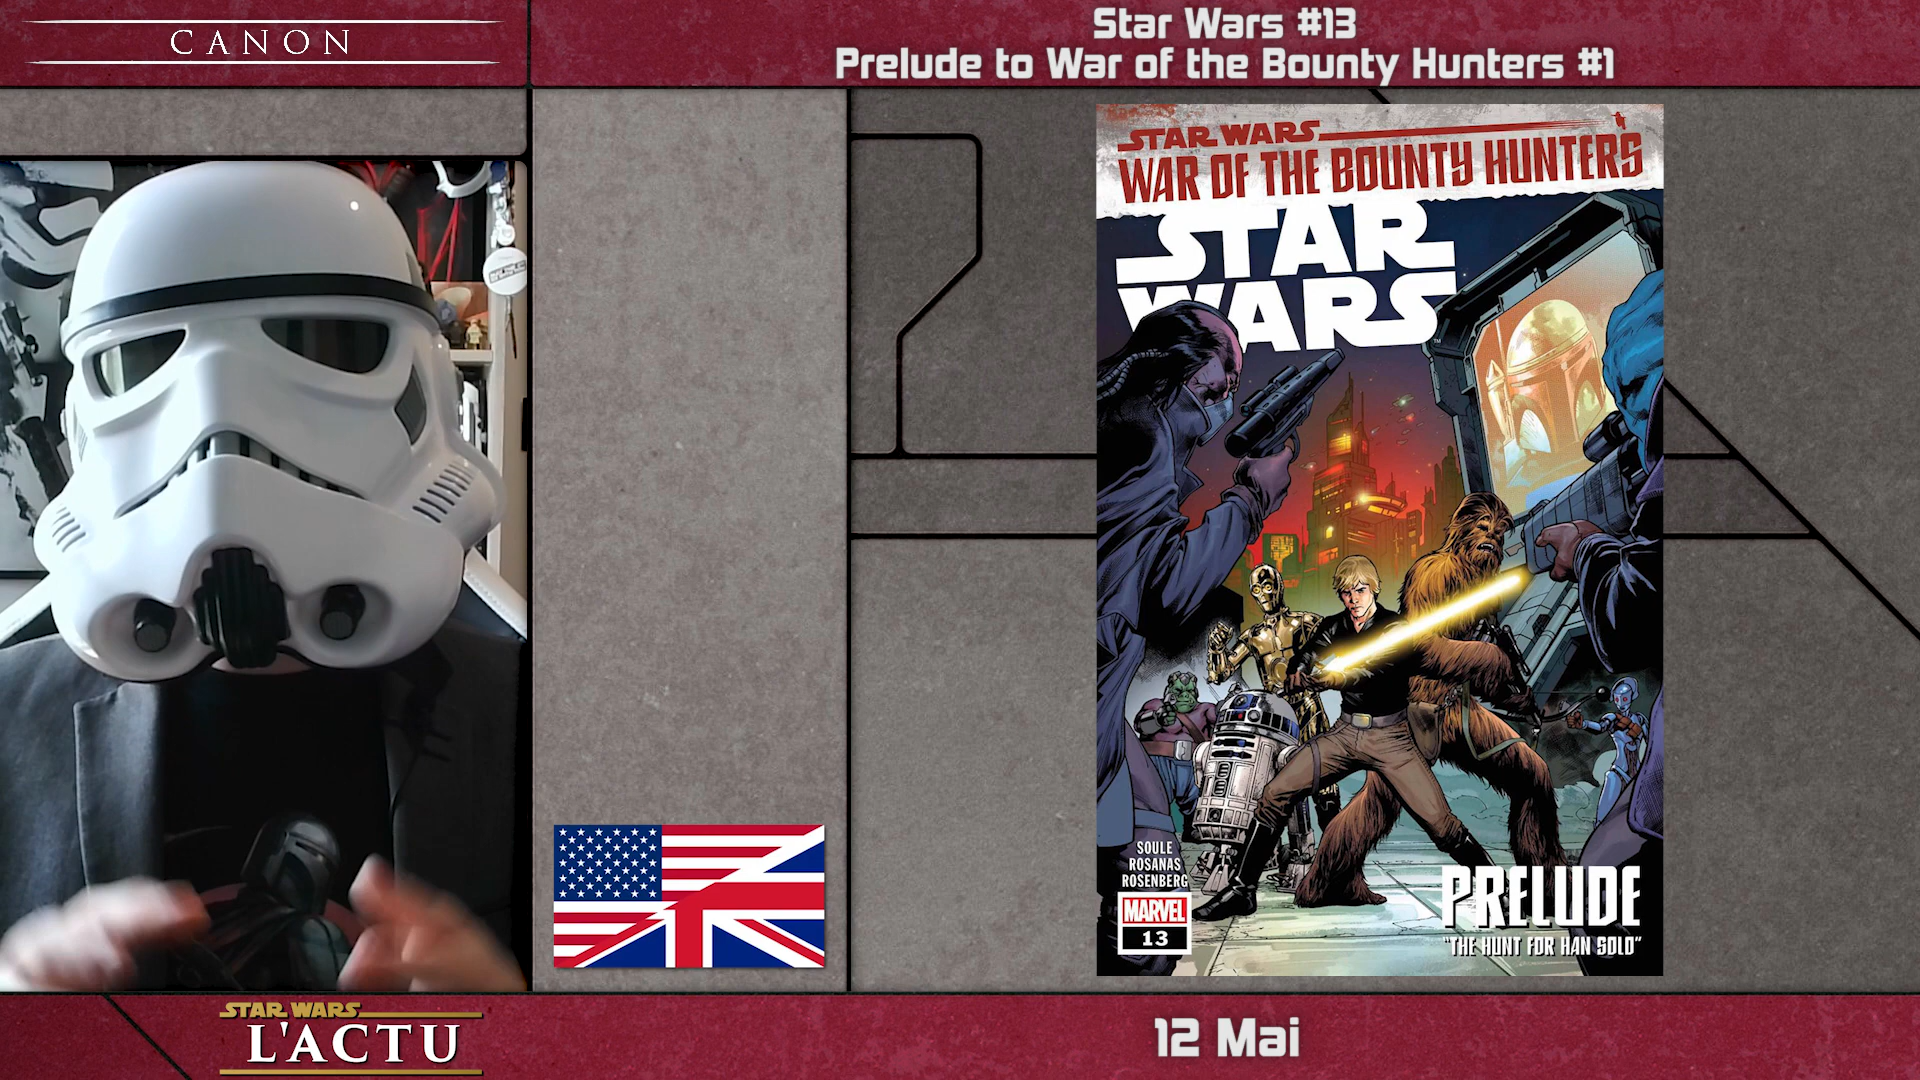 CANON
Star Wars #13
Prelude to War of the Bounty Hunters #1
STAR WARS
WAR OF THE BOUNTY HUNTERS
STAR
WARS
TM
SOULE
ROSANAS
ROSENBERG
MARVEL
13
PRELUDE
"THE HUNT FOR HAN SOLO"
STAR WARS
L'ACTU
12 Mai